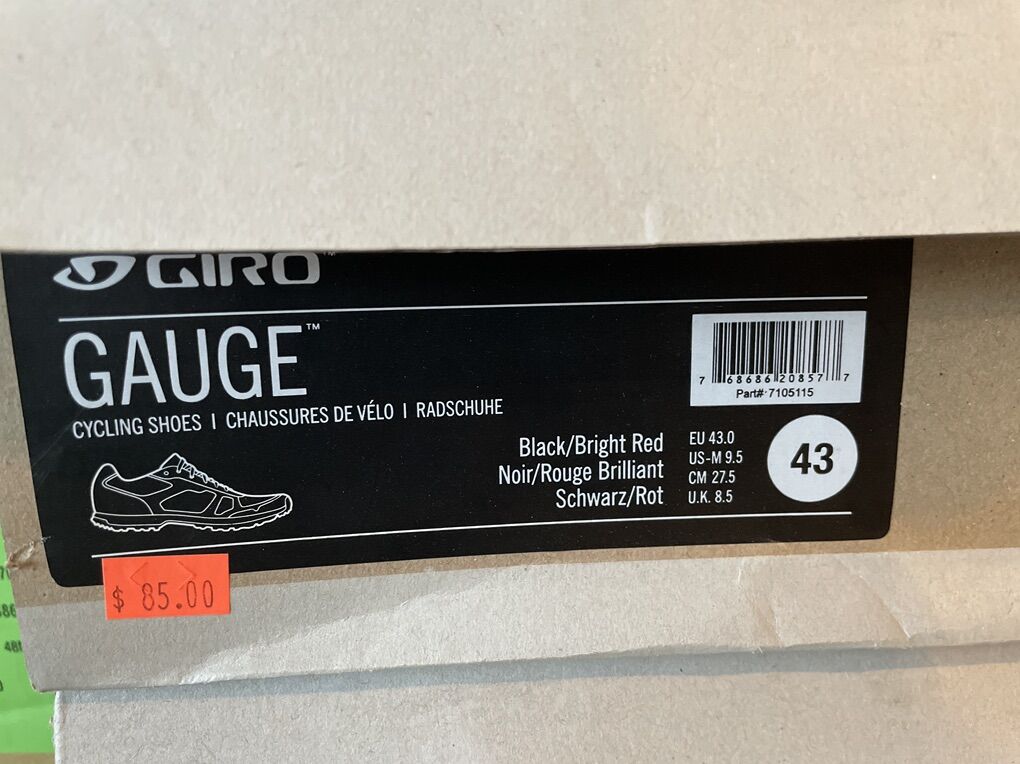 GIRO™
GAUGE™
CYCLING SHOES | CHAUSSURES DE VÉLO | RADSCHUHE
7 68686 20857 7
Part# 7105115
Black/Bright Red
Noir/Rouge Brilliant
Schwarz/Rot
EU 43.0
US-M 9.5
CM 27.5
U.K. 8.5
43
$ 85.00